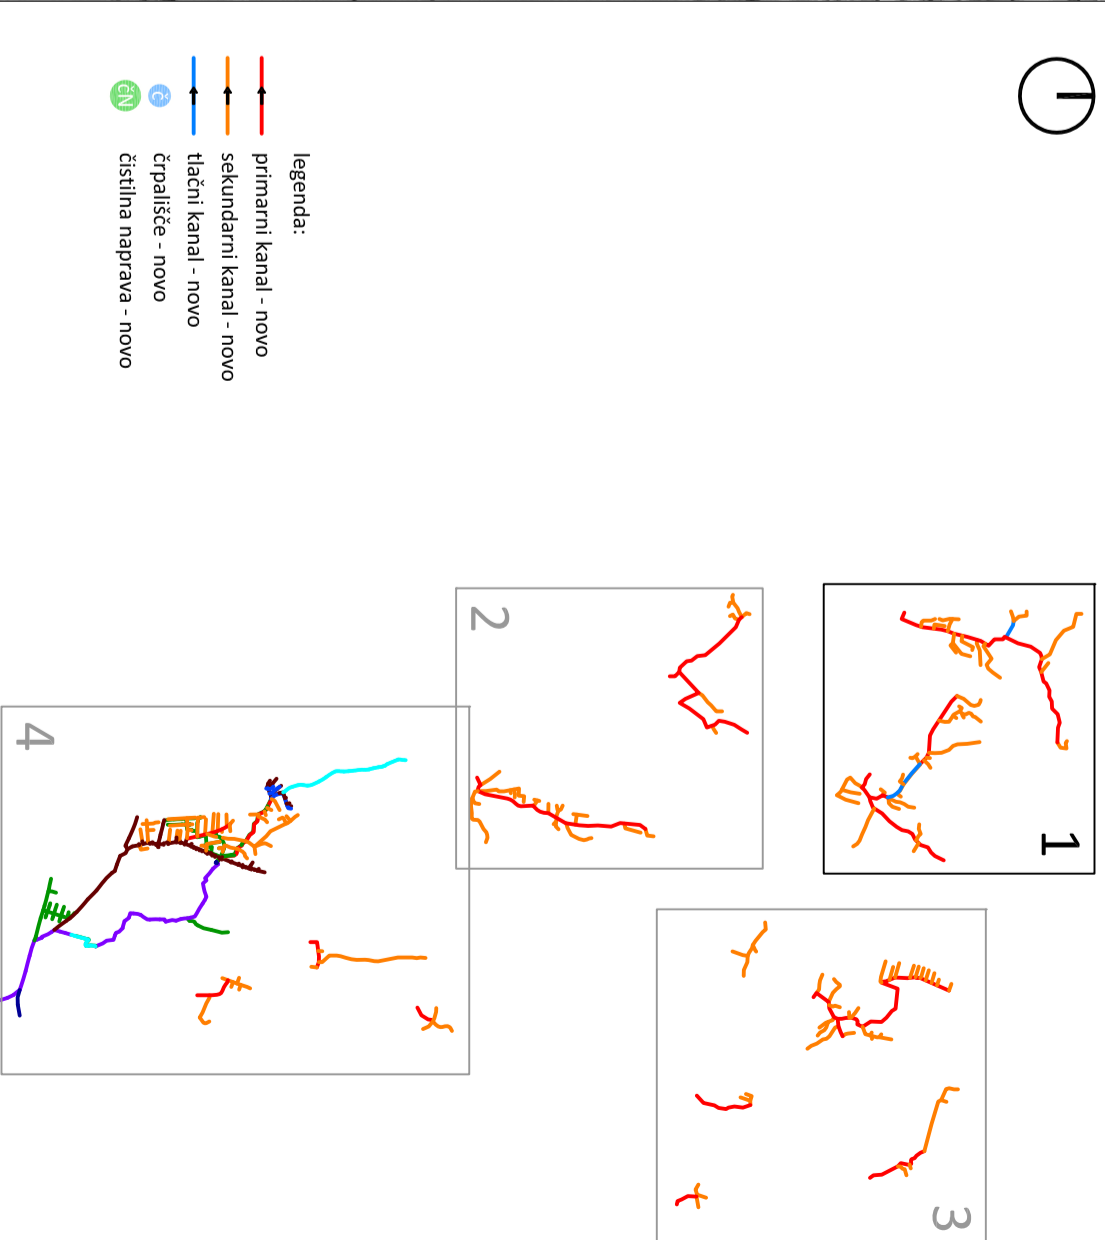 legenda:
primarni kanal - novo
sekundarni kanal - novo
tlačni kanal - novo
Č črpališče - novo
ČN čistilna naprava - novo
1
2
3
4